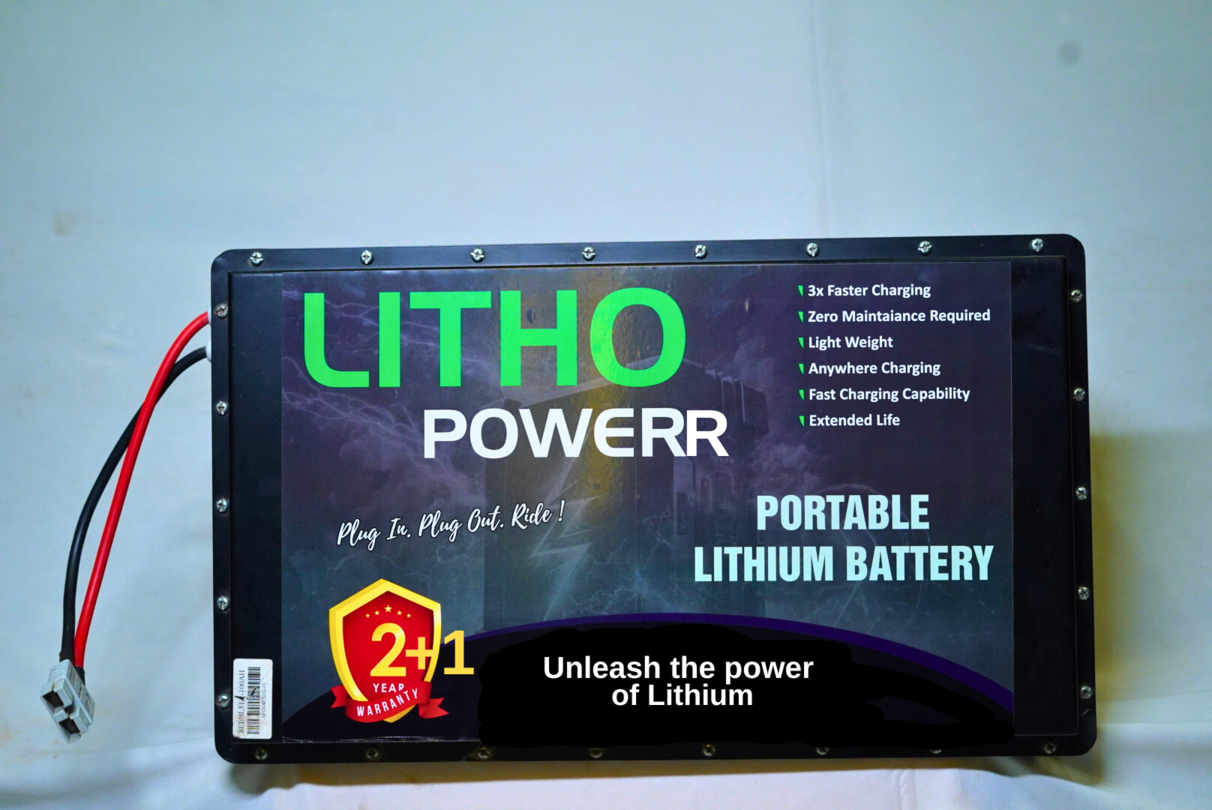 LITHO
POWERR
3x Faster Charging
Zero Maintaiance Required
Light Weight
Anywhere Charging
Fast Charging Capability
Extended Life
Plug In. Plug Out. Ride !
PORTABLE
LITHIUM BATTERY
2+1
YEAR
WARRANTY
Unleash the power
of Lithium